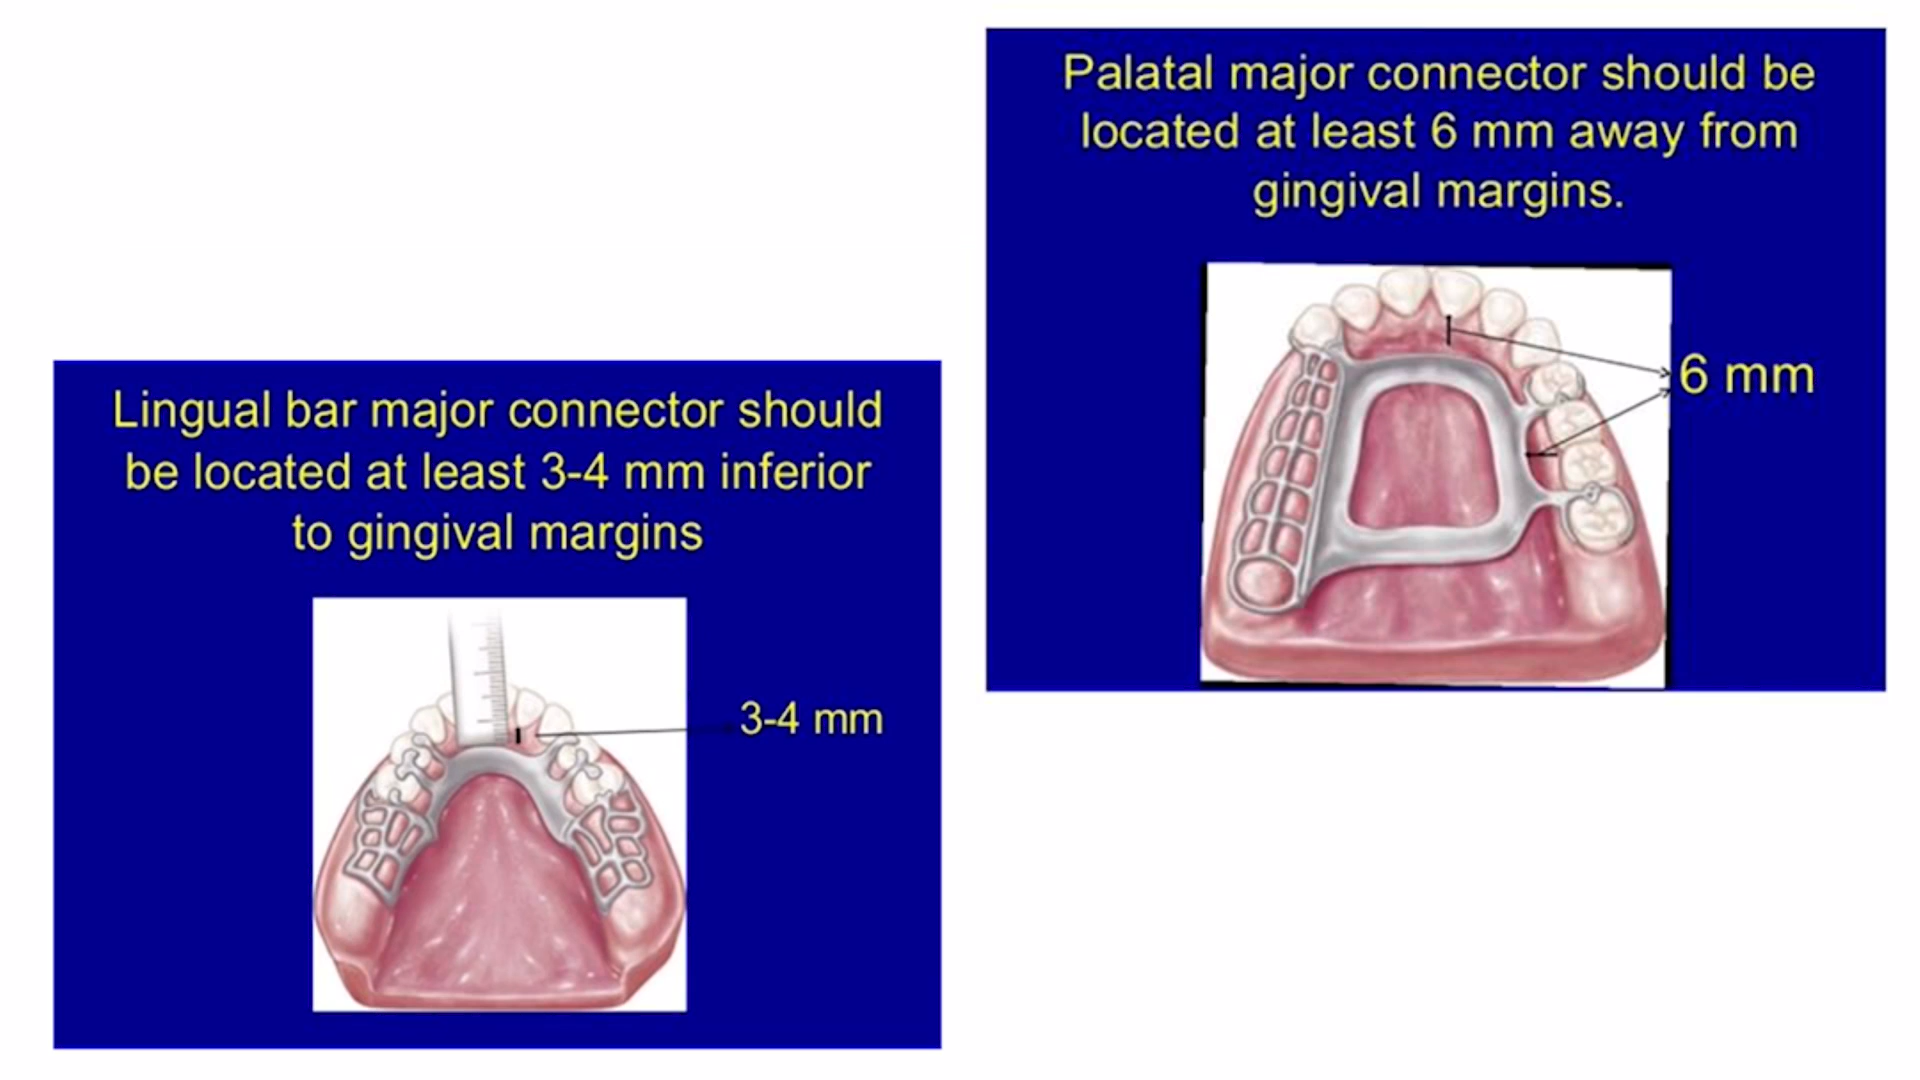 Palatal major connector should be
located at least 6 mm away from
gingival margins.
6 mm
Lingual bar major connector should
be located at least 3-4 mm inferior
to gingival margins
3-4 mm